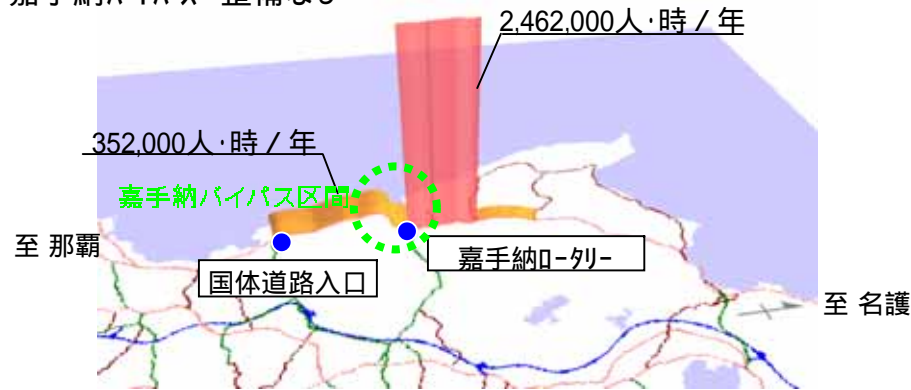 2,462,000人・時 / 年
352,000人・時 / 年
嘉手納バイパス区間
至 那覇
国体道路入口
嘉手納ロータリー
至 名護